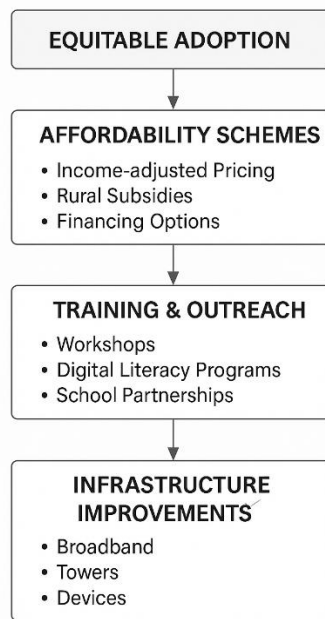 EQUITABLE ADOPTION
AFFORDABILITY SCHEMES
• Income-adjusted Pricing
• Rural Subsidies
• Financing Options
TRAINING & OUTREACH
• Workshops
• Digital Literacy Programs
• School Partnerships
INFRASTRUCTURE
IMPROVEMENTS
• Broadband
• Towers
• Devices